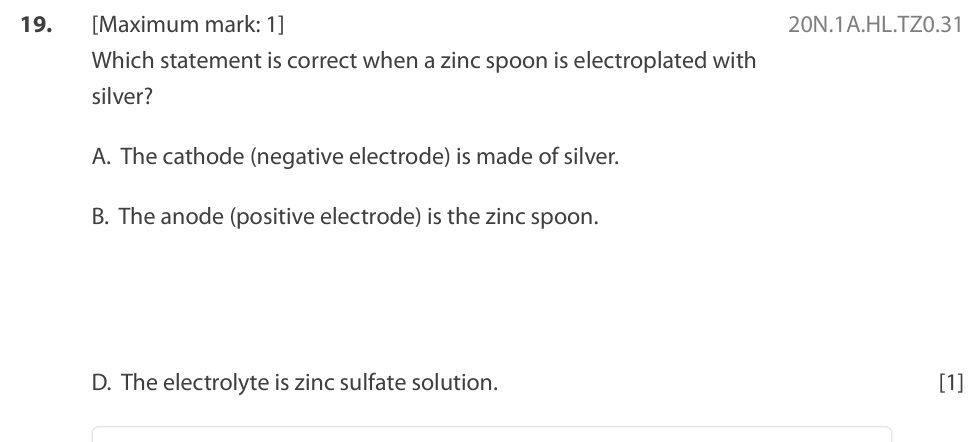 19. [Maximum mark: 1] 20N.1A.HL.TZ0.31
Which statement is correct when a zinc spoon is electroplated with
silver?
A. The cathode (negative electrode) is made of silver.
B. The anode (positive electrode) is the zinc spoon.
D. The electrolyte is zinc sulfate solution. [1]